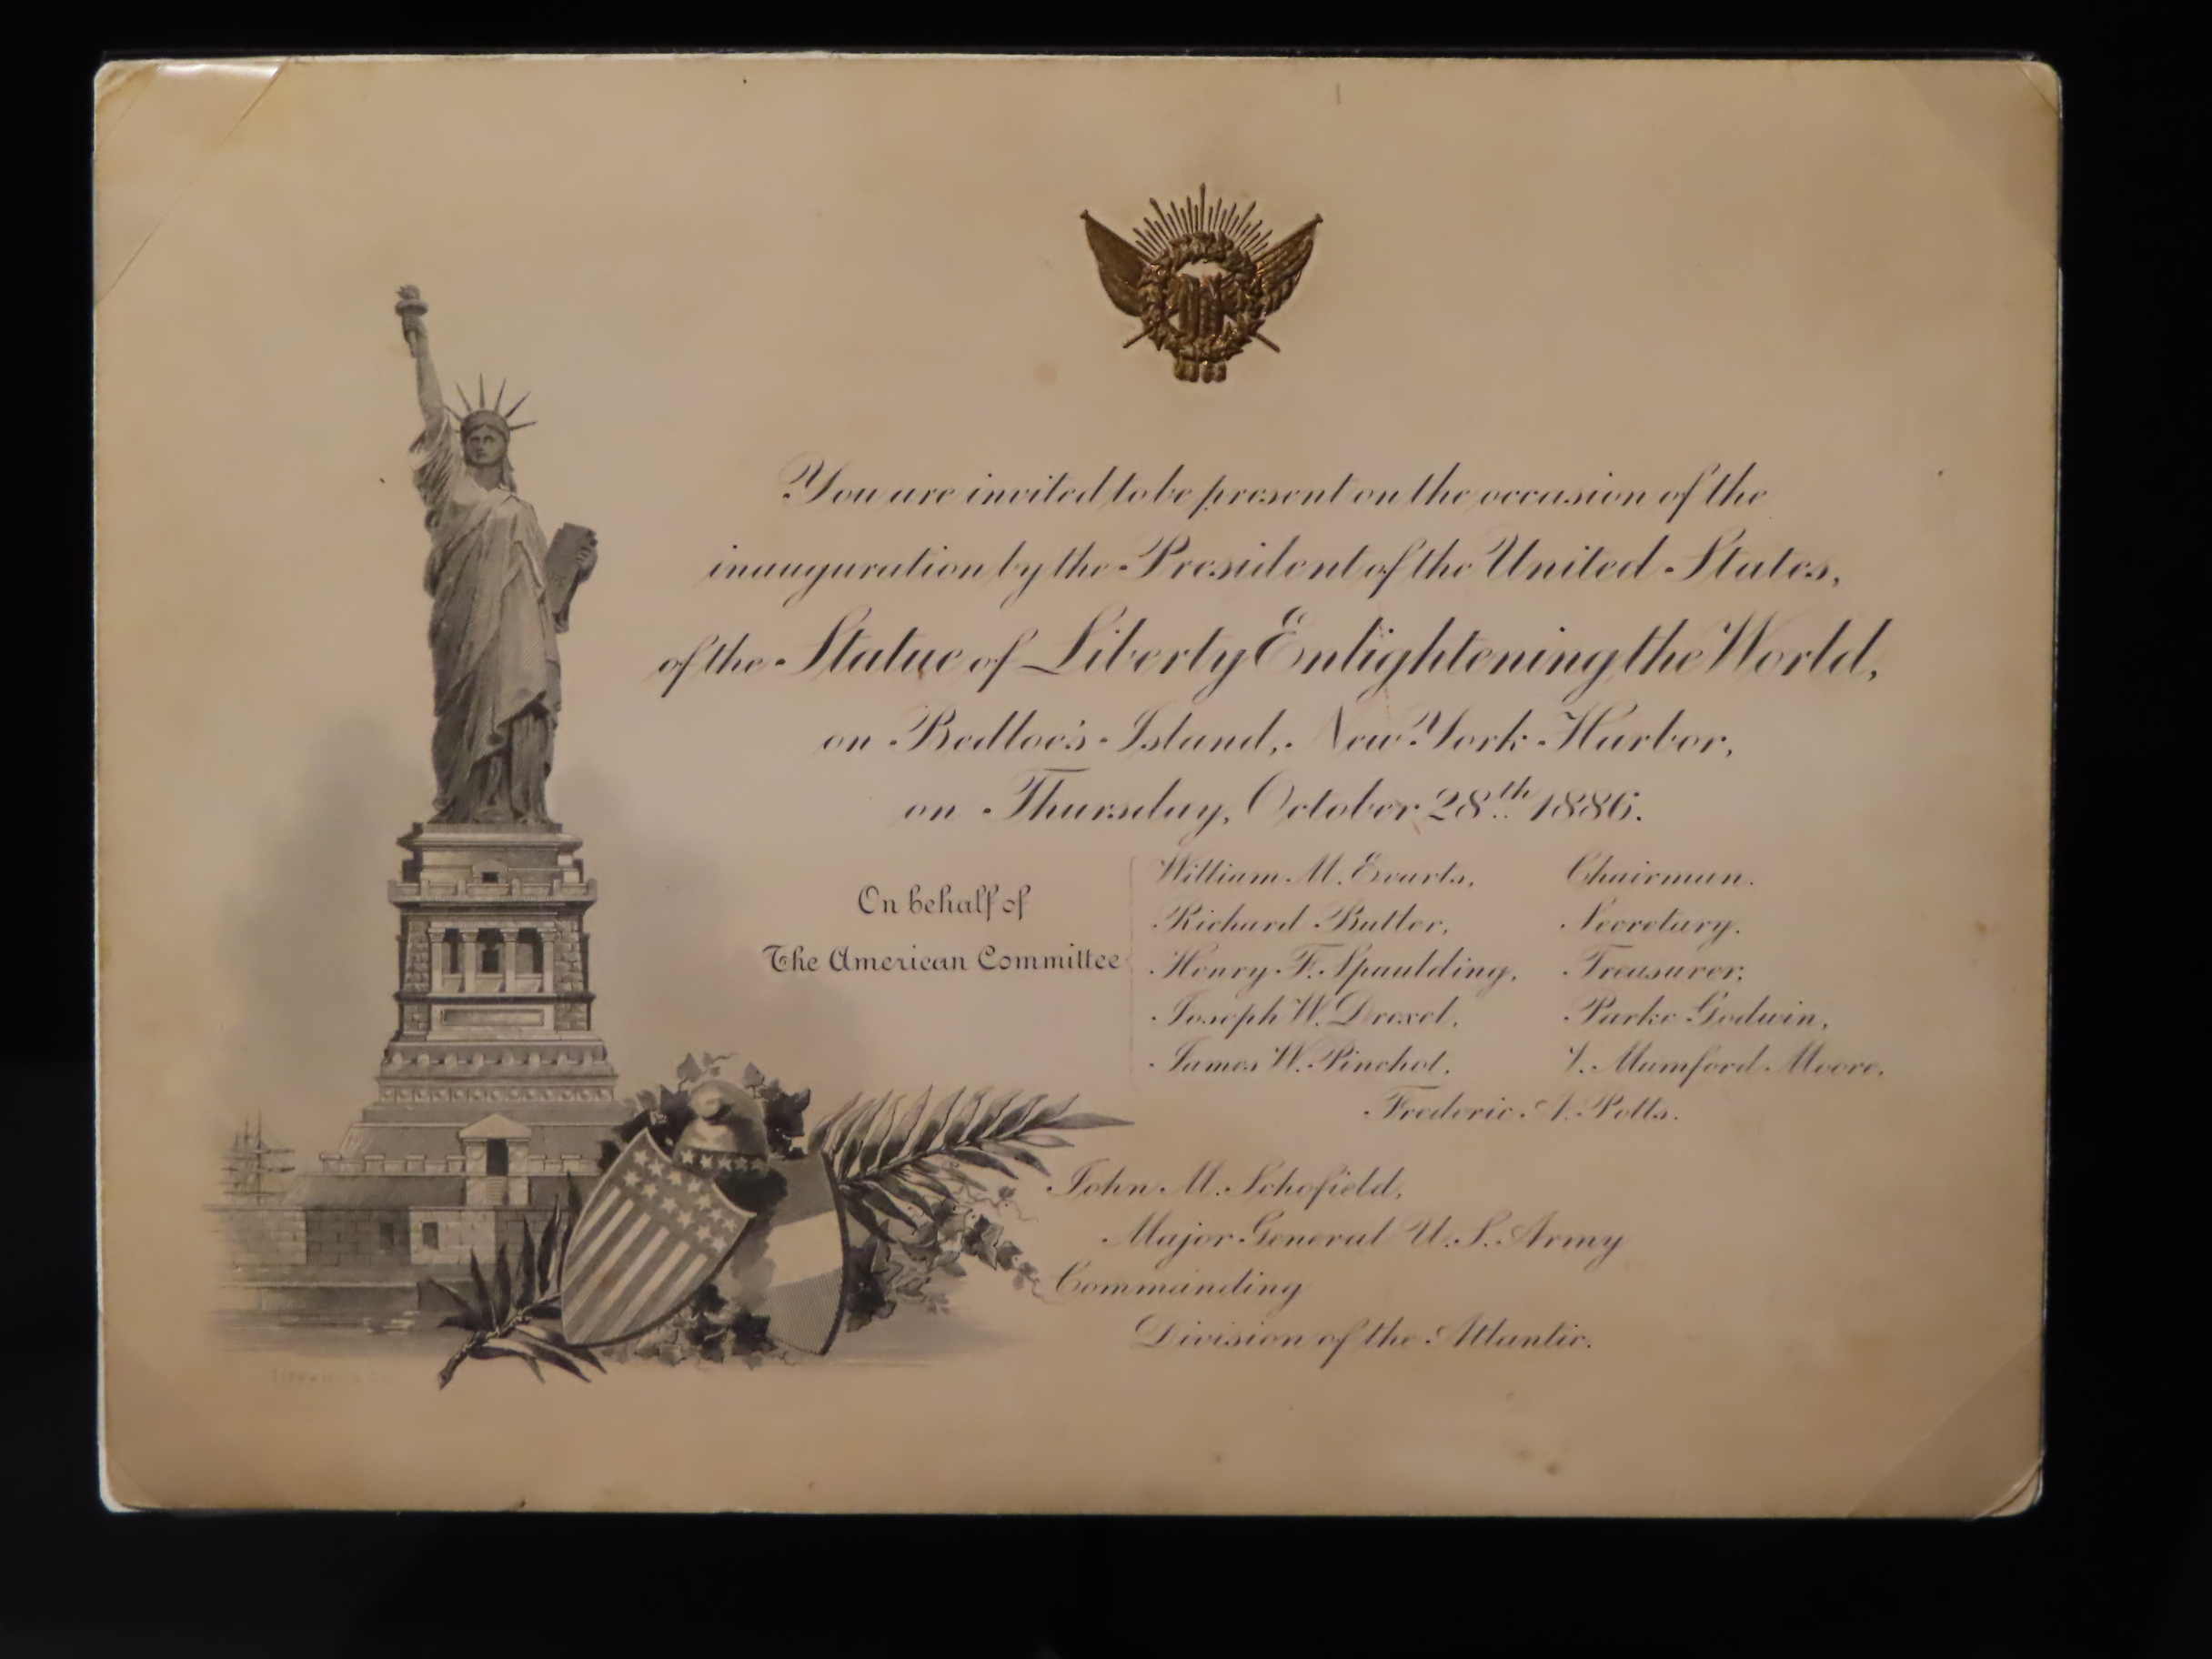 You are invited to be present on the occasion of the
inauguration by the President of the United States,
of the Statue of Liberty Enlightening the World,
on Bedloe's Island, New York Harbor,
on Thursday, October 28th 1886.
On behalf of
The American Committee
William M. Evarts, Chairman.
Richard Butler, Secretary.
Henry F. Spaulding, Treasurer,
Joseph W. Drexel, Parke Godwin,
James W. Pinchot, V. Mumford Moore,
Frederic A. Potts.
John M. Schofield,
Major General U.S. Army
Commanding
Division of the Atlantic.
TIFFANY & CO